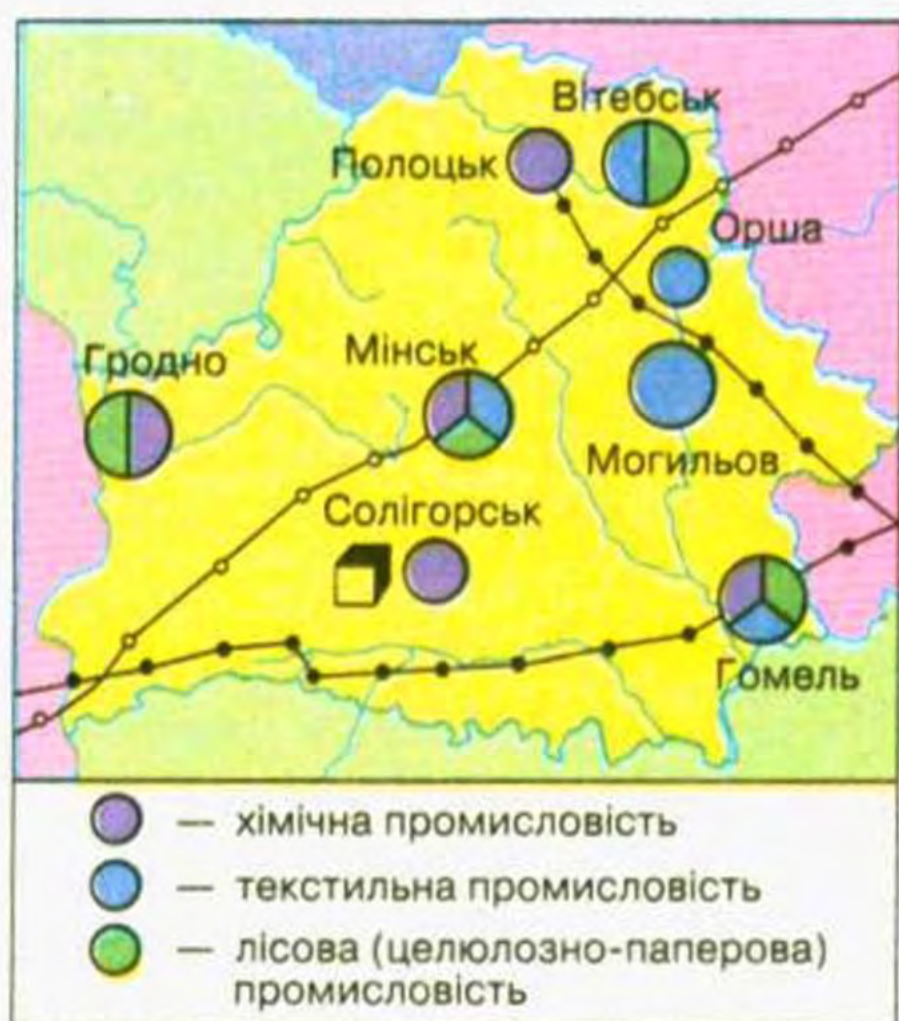 Вітебськ
Полоцьк
Орша
Гродно
Мінськ
Могильов
Солігорськ
Гомель
— хімічна промисловість
— текстильна промисловість
— лісова (целюлозно-паперова)
промисловість